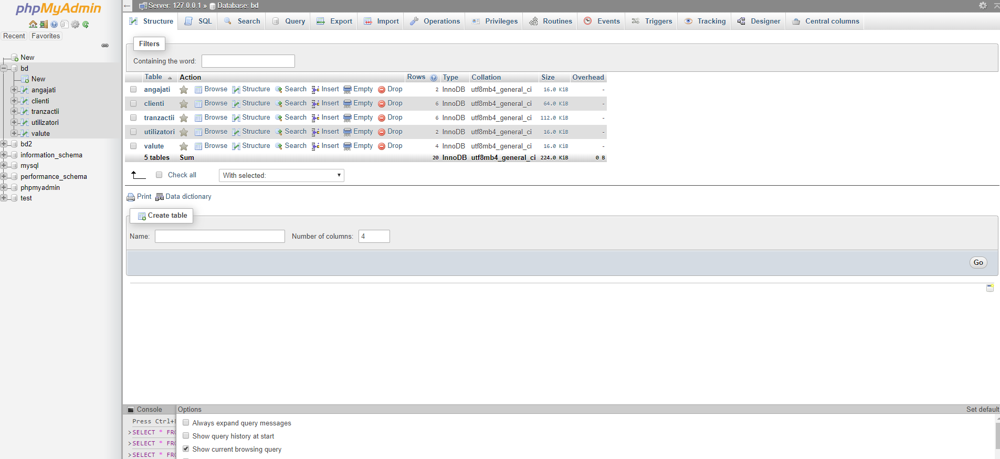 phpMyAdmin
Recent Favorites
New
bd
New
angajati
clienti
tranzactii
utilizatori
valute
bd2
information_schema
mysql
performance_schema
phpmyadmin
test
Server: 127.0.0.1 » Database: bd
Structure SQL Search Query Export Import Operations Privileges Routines Events Triggers Tracking Designer Central columns
Filters
Containing the word:
Table Action Rows Type Collation Size Overhead
angajati Browse Structure Search Insert Empty Drop 2 InnoDB utf8mb4_general_ci 16.0 KiB -
clienti Browse Structure Search Insert Empty Drop 6 InnoDB utf8mb4_general_ci 64.0 KiB -
tranzactii Browse Structure Search Insert Empty Drop 6 InnoDB utf8mb4_general_ci 112.0 KiB -
utilizatori Browse Structure Search Insert Empty Drop 2 InnoDB utf8mb4_general_ci 16.0 KiB -
valute Browse Structure Search Insert Empty Drop 4 InnoDB utf8mb4_general_ci 16.0 KiB -
5 tables Sum 20 InnoDB utf8mb4_general_ci 224.0 KiB 0 B
Check all With selected:
Print Data dictionary
Create table
Name: Number of columns: 4
Go
Console Options Set default
Press Ctrl+
>SELECT * FRO
>SELECT * FRO
>SELECT * FRO
Always expand query messages
Show query history at start
Show current browsing query